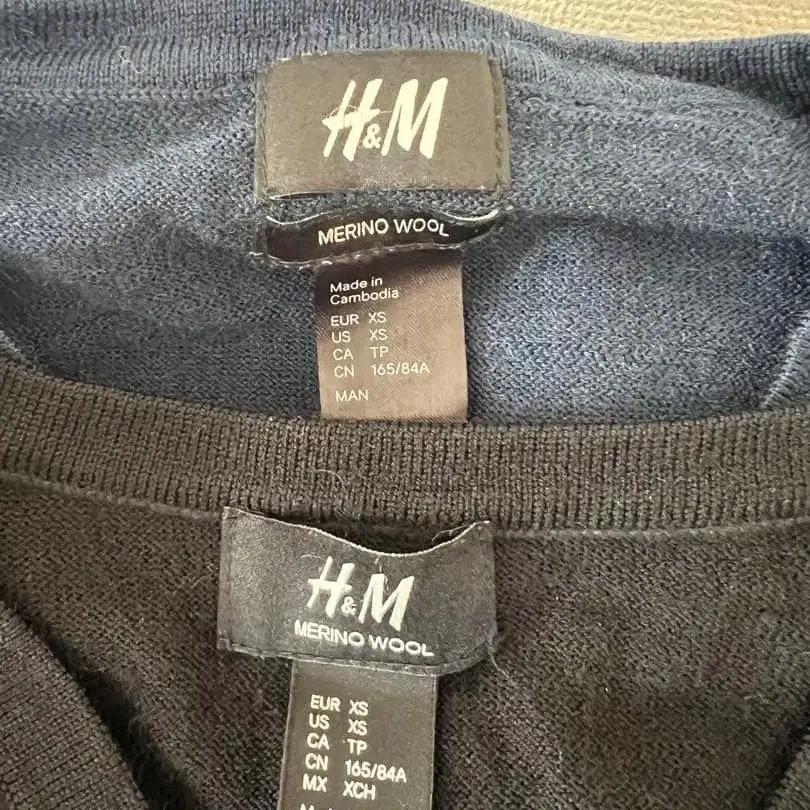 H&M
MERINO WOOL
Made in
Cambodia
EUR XS
US XS
CA TP
CN 165/84A
MAN
H&M
MERINO WOOL
EUR XS
US XS
CA TP
CN 165/84A
MX XCH